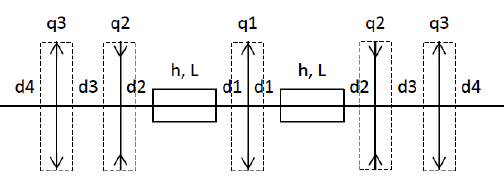 q3 q2 q1 q2 q3
h, L h, L
d4 d3 d2 d1 d1 d2 d3 d4